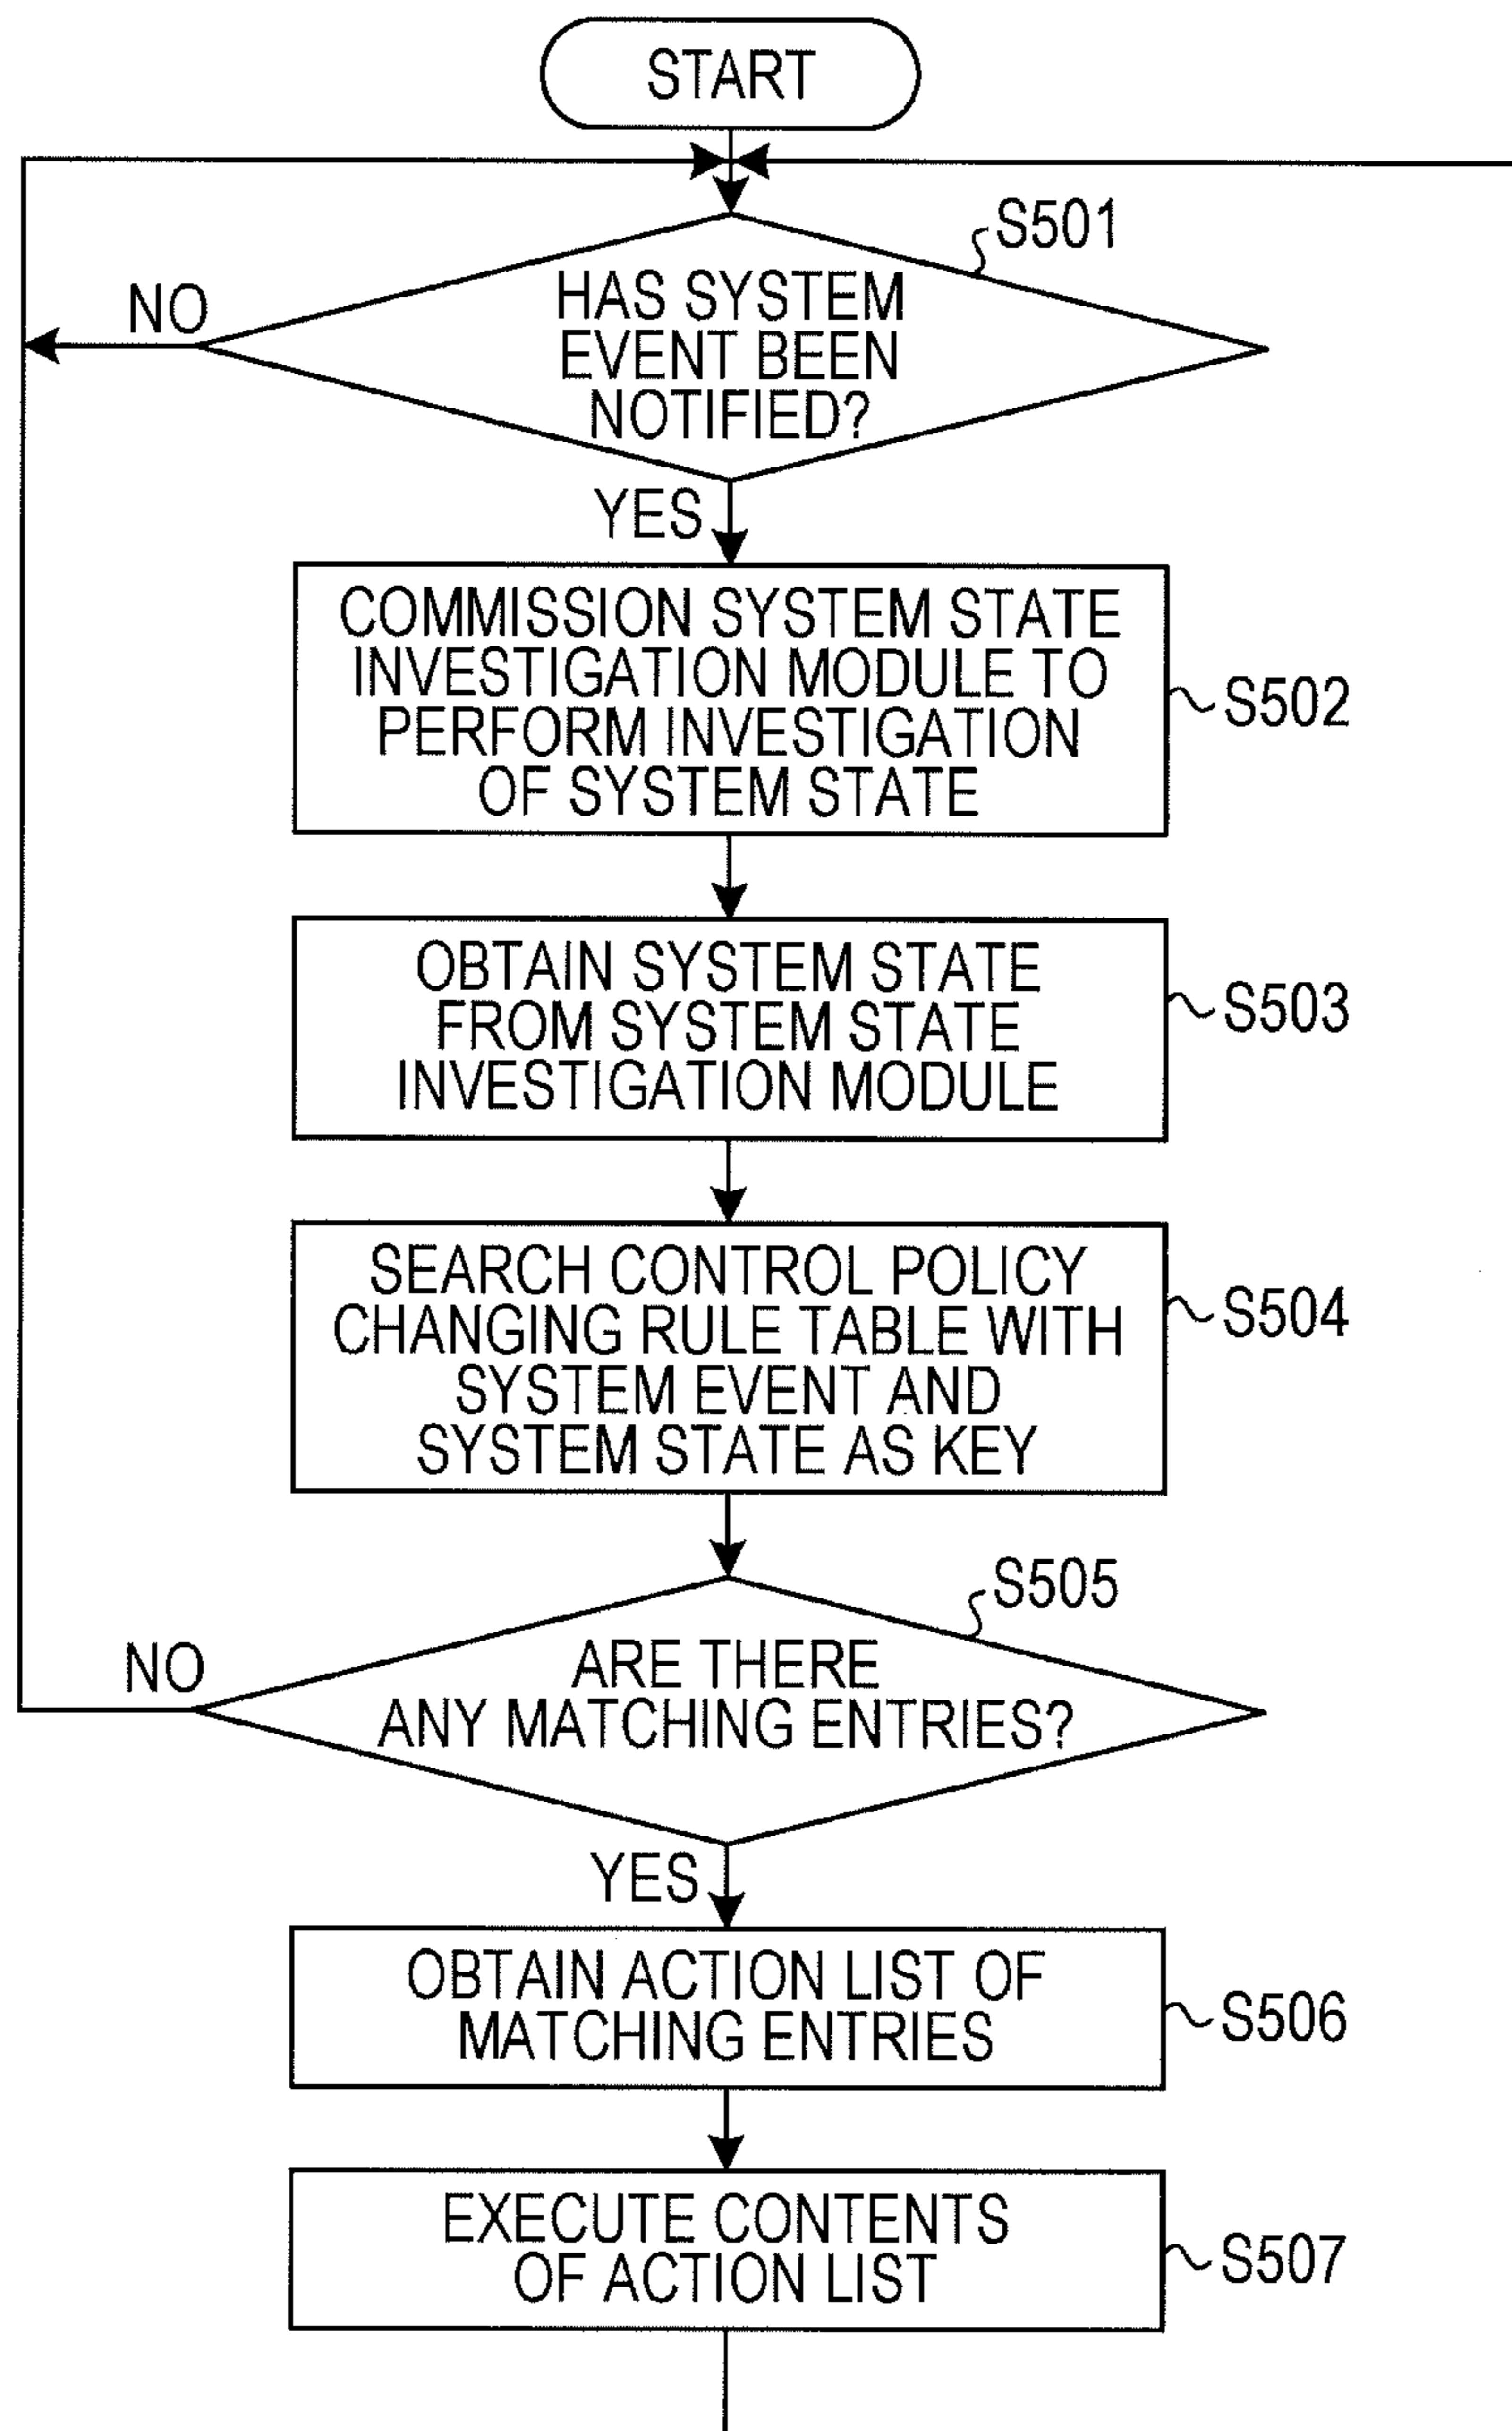 START
S501
HAS SYSTEM
EVENT BEEN
NOTIFIED?
NO
YES
COMMISSION SYSTEM STATE
INVESTIGATION MODULE TO
PERFORM INVESTIGATION
OF SYSTEM STATE
S502
OBTAIN SYSTEM STATE
FROM SYSTEM STATE
INVESTIGATION MODULE
S503
SEARCH CONTROL POLICY
CHANGING RULE TABLE WITH
SYSTEM EVENT AND
SYSTEM STATE AS KEY
S504
S505
ARE THERE
ANY MATCHING ENTRIES?
NO
YES
OBTAIN ACTION LIST OF
MATCHING ENTRIES
S506
EXECUTE CONTENTS
OF ACTION LIST
S507